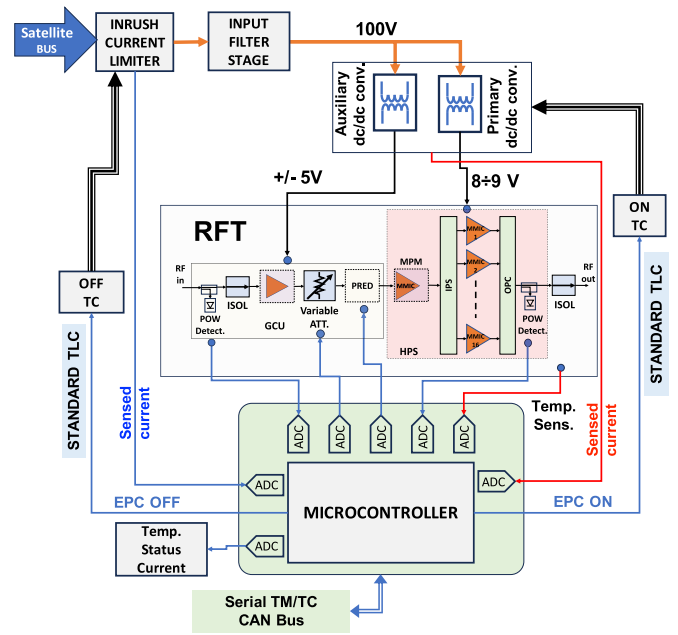 Satellite
BUS
INRUSH
CURRENT
LIMITER
INPUT
FILTER
STAGE
100V
Auxiliary
dc/dc conv.
Primary
dc/dc conv.
+/- 5V
8÷9 V
ON
TC
OFF
TC
STANDARD TLC
STANDARD TLC
RFT
RF
in
POW
Detect.
ISOL
GCU
Variable
ATT.
PRED
MPM
MMIC
HPS
IPS
MMIC
1
MMIC
2
MMIC
16
OPC
POW
Detect.
ISOL
RF
out
Sensed
current
Temp.
Sens.
Sensed
current
ADC
ADC
ADC
ADC
ADC
ADC
ADC
ADC
MICROCONTROLLER
EPC OFF
EPC ON
Temp.
Status
Current
Serial TM/TC
CAN Bus